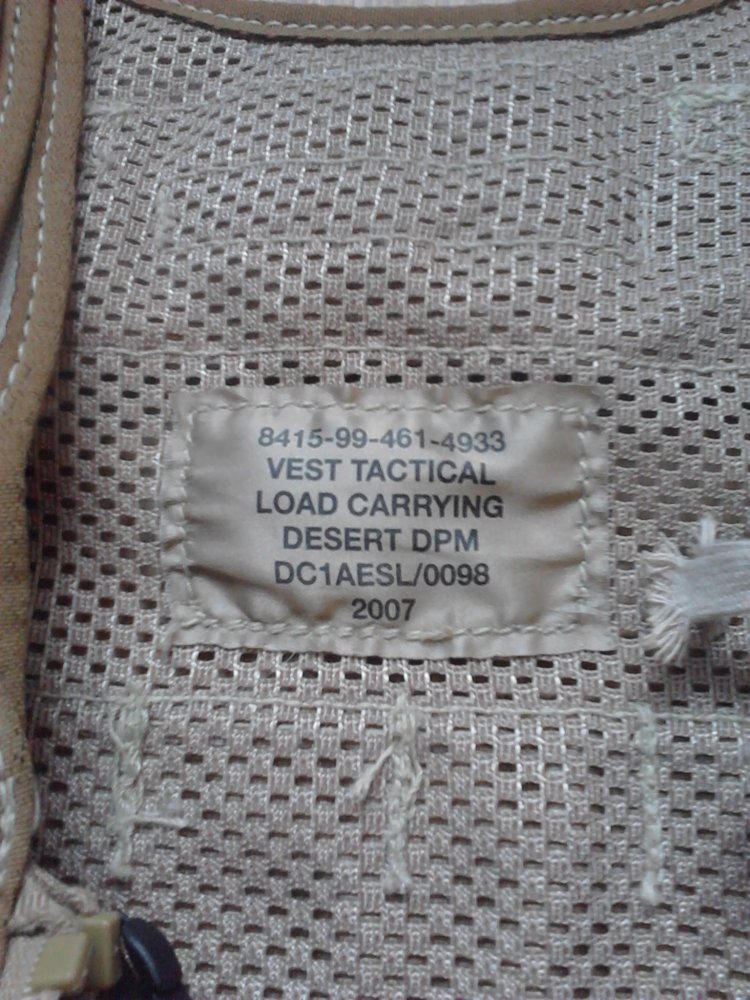 8415-99-461-4933
VEST TACTICAL
LOAD CARRYING
DESERT DPM
DC1AESL/0098
2007